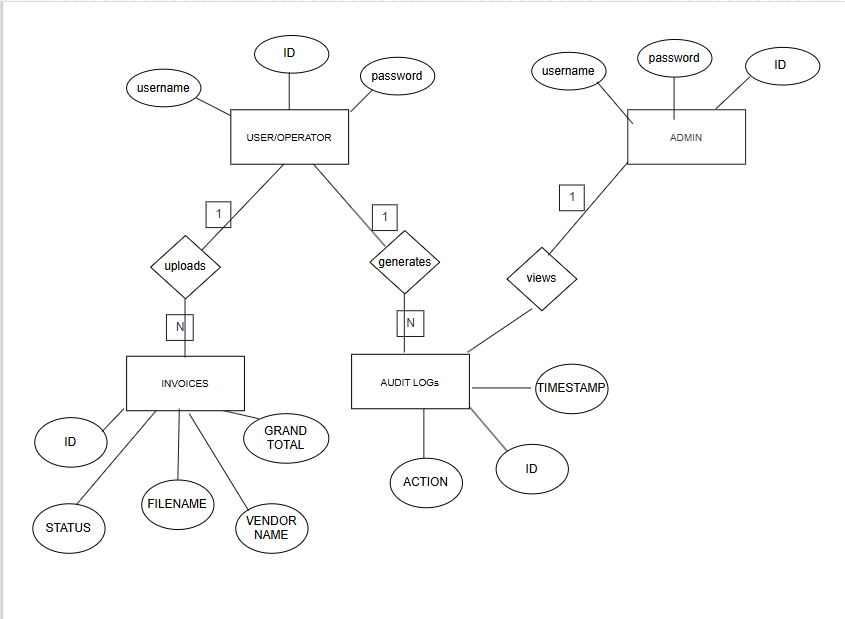 ID
username
password
username
password
ID
USER/OPERATOR
ADMIN
1
1
1
uploads
generates
views
N
N
INVOICES
AUDIT LOGs
TIMESTAMP
ID
GRAND
TOTAL
STATUS
FILENAME
VENDOR
NAME
ACTION
ID